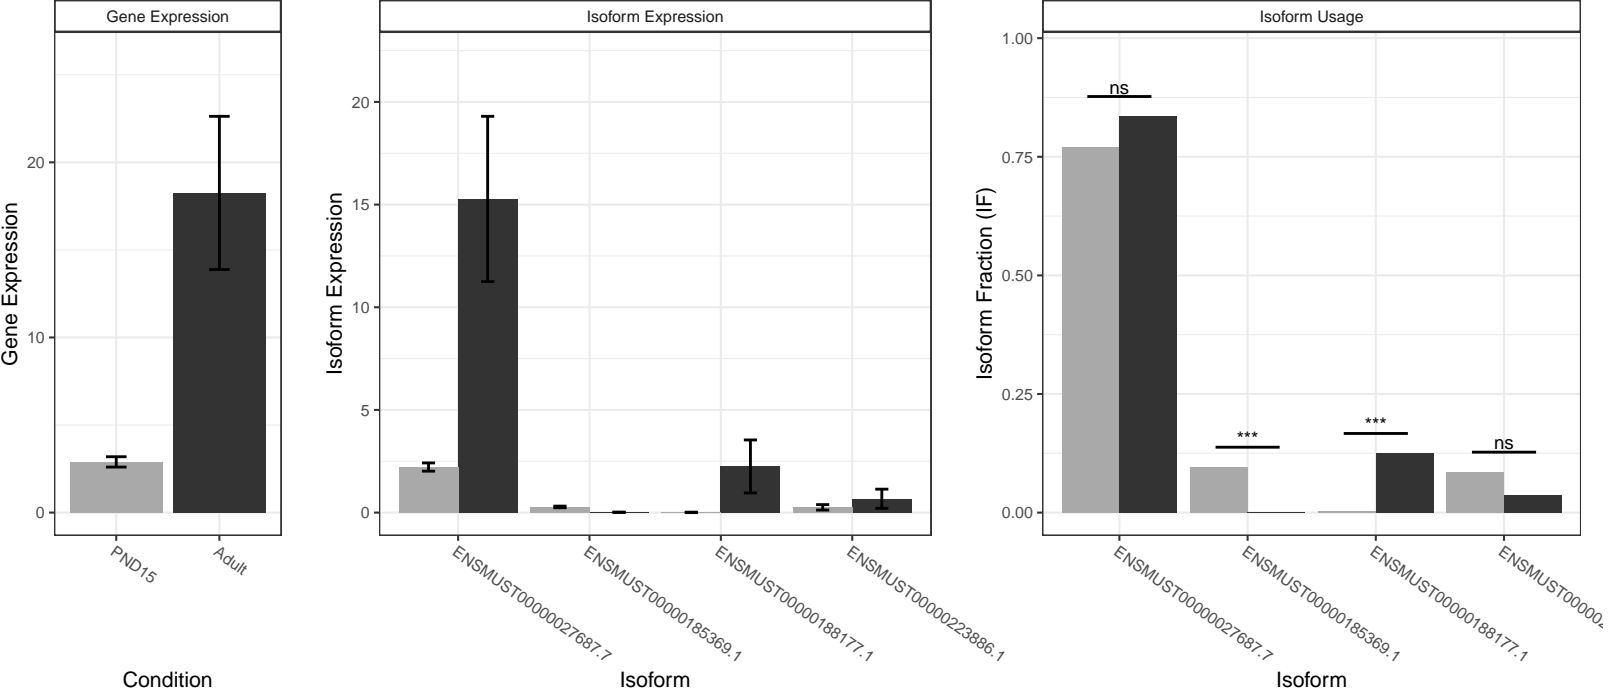 Gene Expression
Isoform Expression
Isoform Usage
Gene Expression
20
10
0
PND15
Adult
Condition
Isoform Expression
20
15
10
5
0
ENSMUST00000027687.7
ENSMUST00000185369.1
ENSMUST00000188177.1
ENSMUST00000223886.1
Isoform
Isoform Fraction (IF)
1.00
0.75
0.50
0.25
0.00
ns
***
***
ns
ENSMUST00000027687.7
ENSMUST00000185369.1
ENSMUST00000188177.1
Isoform